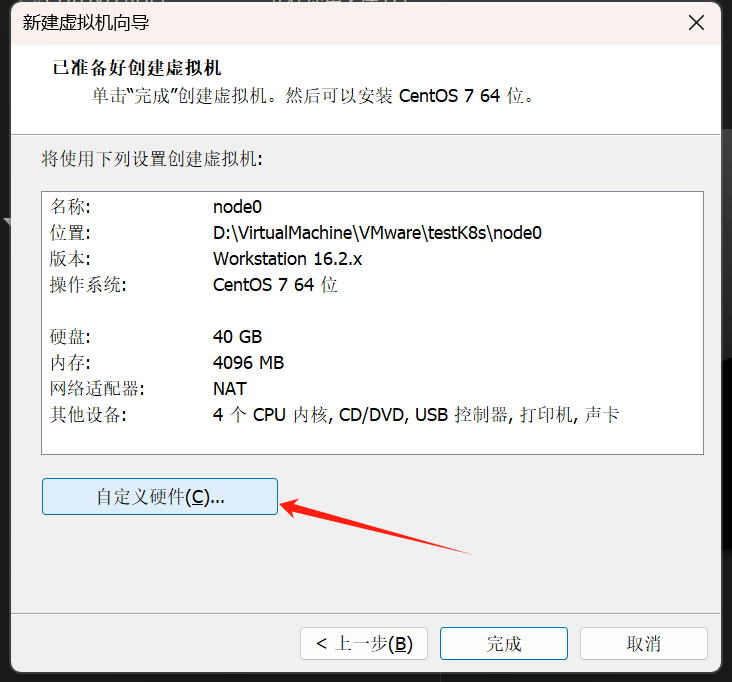 新建虚拟机向导
已准备好创建虚拟机
单击“完成”创建虚拟机。然后可以安装 CentOS 7 64 位。
将使用下列设置创建虚拟机:
名称: node0
位置: D:\VirtualMachine\VMware\testK8s\node0
版本: Workstation 16.2.x
操作系统: CentOS 7 64 位
硬盘: 40 GB
内存: 4096 MB
网络适配器: NAT
其他设备: 4 个 CPU 内核, CD/DVD, USB 控制器, 打印机, 声卡
自定义硬件(C)...
< 上一步(B) 完成 取消